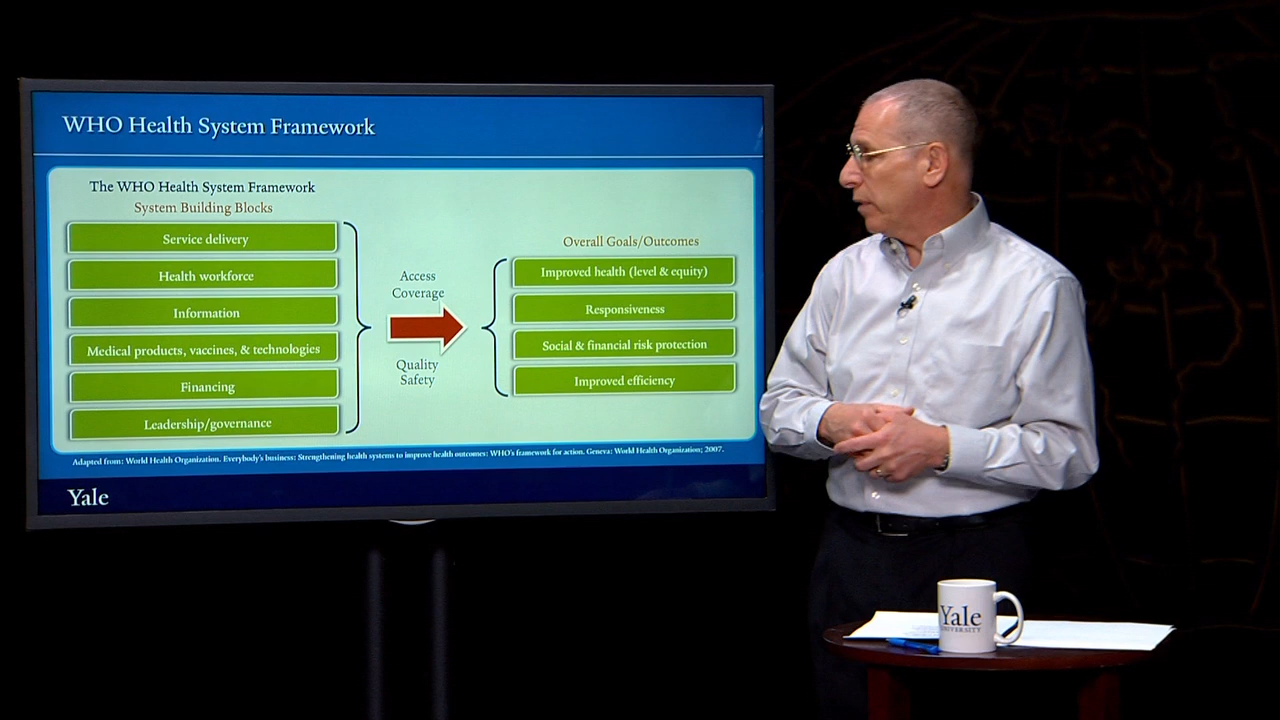 WHO Health System Framework
The WHO Health System Framework
System Building Blocks
Service delivery
Health workforce
Information
Medical products, vaccines, & technologies
Financing
Leadership/governance
Access
Coverage
Quality
Safety
Overall Goals/Outcomes
Improved health (level & equity)
Responsiveness
Social & financial risk protection
Improved efficiency
Adapted from: World Health Organization. Everybody's business: Strengthening health systems to improve health outcomes: WHO's framework for action. Geneva: World Health Organization; 2007.
Yale
Yale
UNIVERSITY